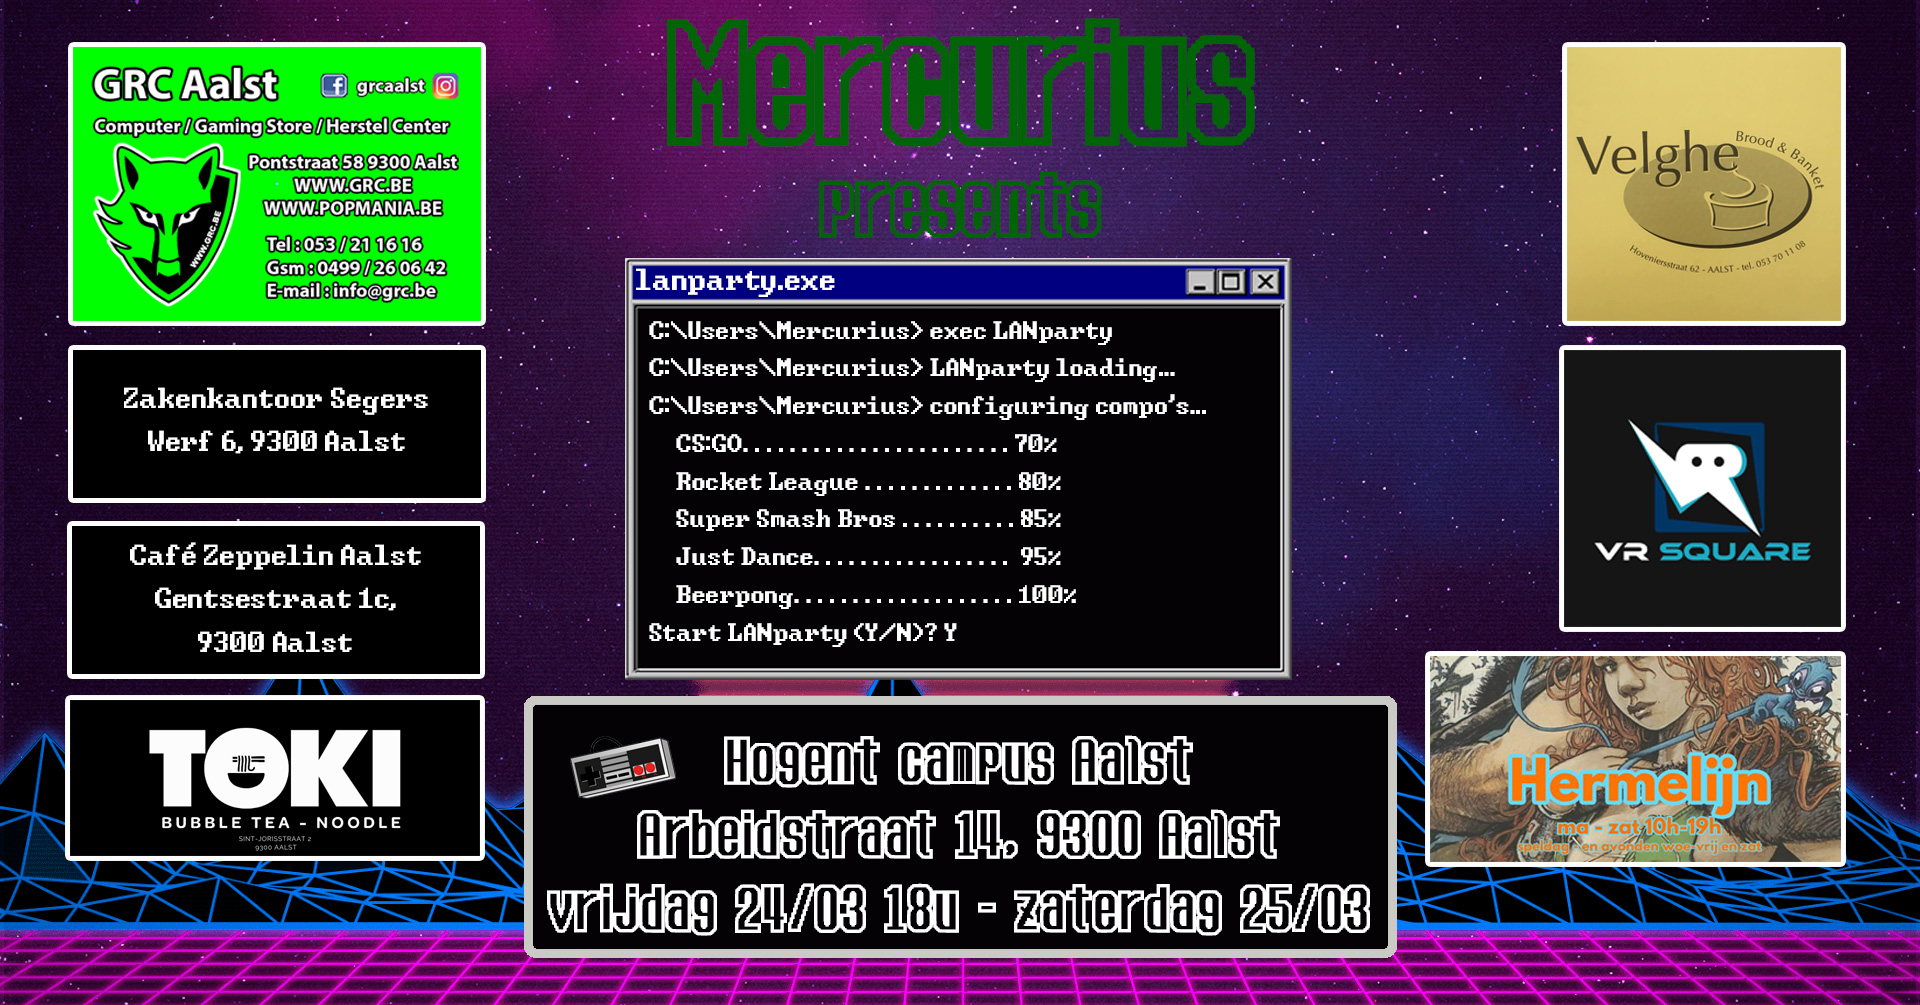 Mercurius
presents
GRC Aalst
grcaalst
Computer / Gaming Store / Herstel Center
Pontstraat 58 9300 Aalst
WWW.GRC.BE
WWW.POPMANIA.BE
Tel : 053 / 21 16 16
Gsm : 0499 / 26 06 42
E-mail : info@grc.be
WWW.GRC.BE
Zakenkantoor Segers
Werf 6, 9300 Aalst
Café Zeppelin Aalst
Gentsestraat 1c,
9300 Aalst
TOKI
BUBBLE TEA - NOODLE
SINT-JORISSTRAAT 2
9300 AALST
lanparty.exe
C:\Users\Mercurius> exec LANparty
C:\Users\Mercurius> LANparty loading...
C:\Users\Mercurius> configuring compo's...
CS:GO.......................70%
Rocket League.............80%
Super Smash Bros..........85%
Just Dance................. 95%
Beerpong...................100%
Start LANparty (Y/N)? Y
Hogent campus Aalst
Arbeidstraat 14, 9300 Aalst
vrijdag 24/03 18u - zaterdag 25/03
Velghe
Brood & Banket
Hoveniersstraat 62 - AALST - tel. 053 70 11 08
VR SQUARE
Hermelijn
ma - zat 10h-19h
speldag - en avonden woe-vrij en zat